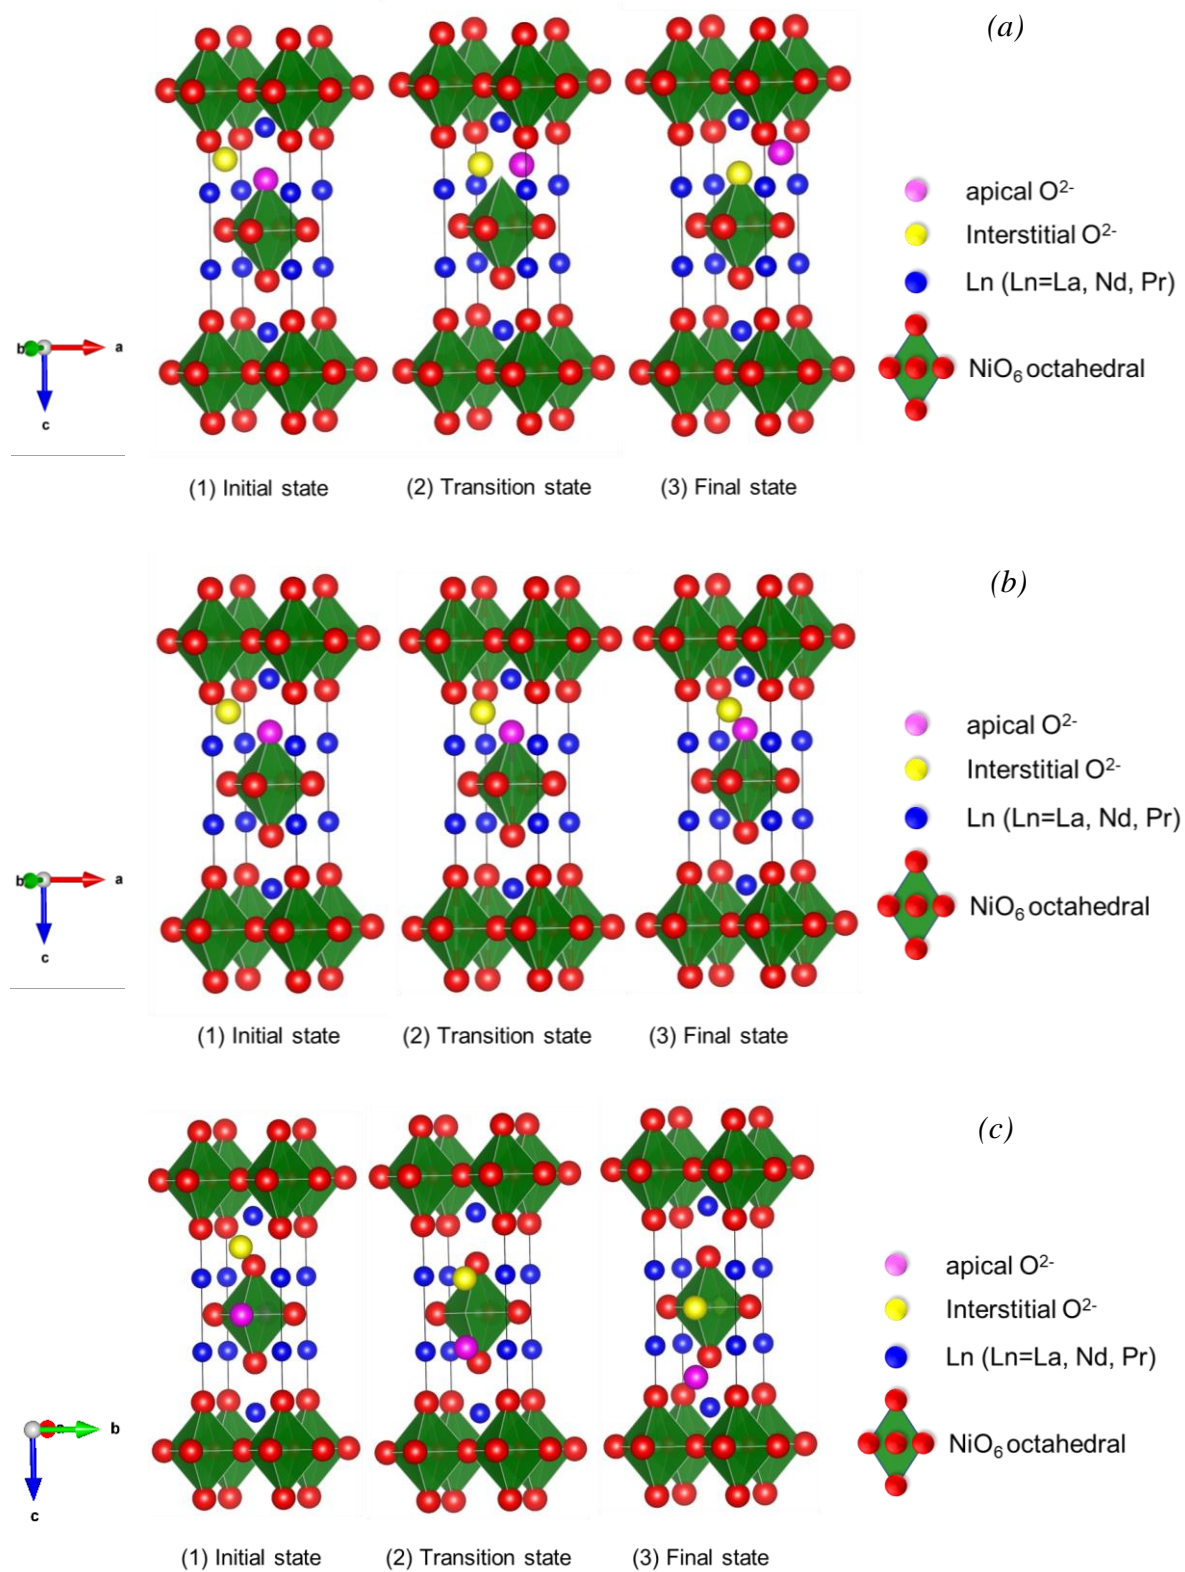 (a)
apical O²⁻
Interstitial O²⁻
Ln (Ln=La, Nd, Pr)
NiO₆ octahedral
b a
c
(1) Initial state (2) Transition state (3) Final state
(b)
apical O²⁻
Interstitial O²⁻
Ln (Ln=La, Nd, Pr)
NiO₆ octahedral
b a
c
(1) Initial state (2) Transition state (3) Final state
(c)
apical O²⁻
Interstitial O²⁻
Ln (Ln=La, Nd, Pr)
NiO₆ octahedral
a b
c
(1) Initial state (2) Transition state (3) Final state